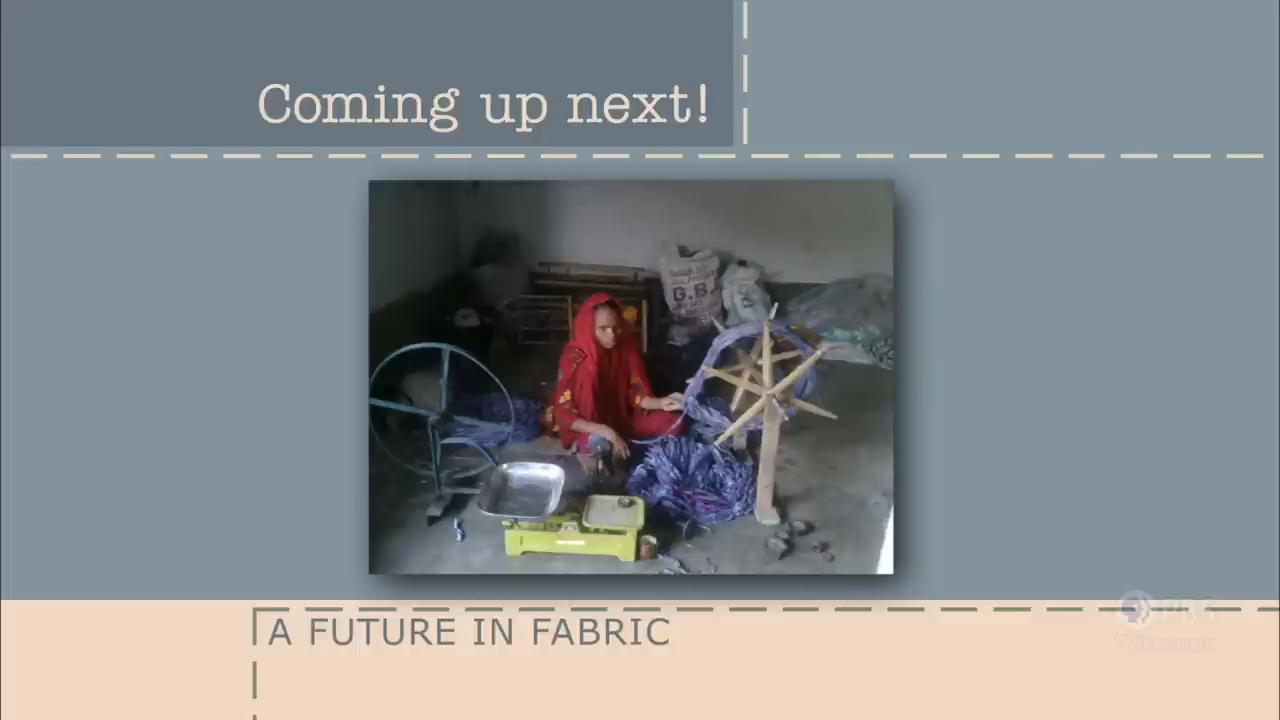 Coming up next!
G.B.
A FUTURE IN FABRIC
PBS
Wisconsin